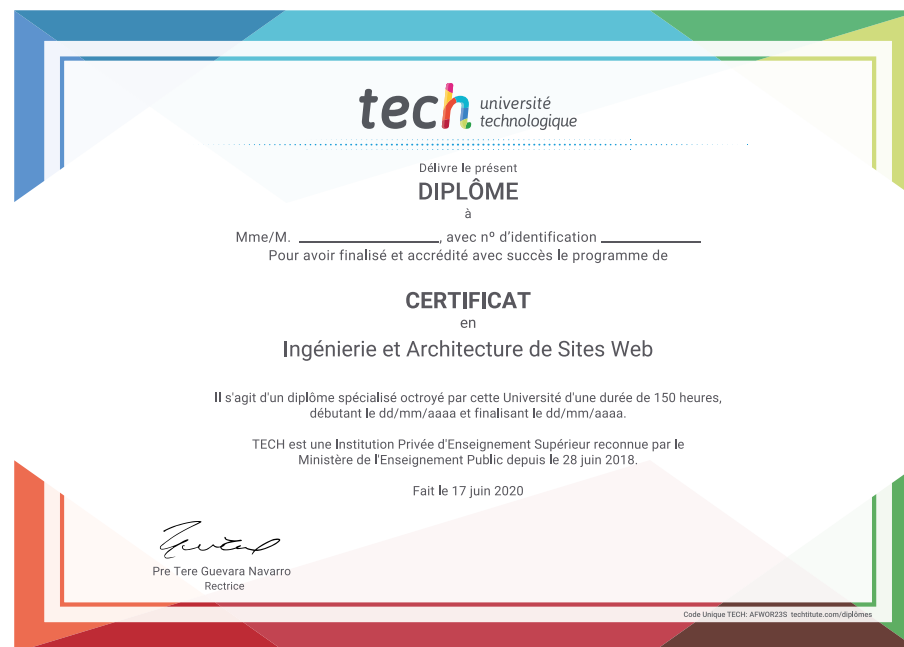 tech université
technologique
Délivre le présent
DIPLÔME
à
Mme/M. ____________________, avec nº d'identification ______________
Pour avoir finalisé et accrédité avec succès le programme de
CERTIFICAT
en
Ingénierie et Architecture de Sites Web
Il s'agit d'un diplôme spécialisé octroyé par cette Université d'une durée de 150 heures,
débutant le dd/mm/aaaa et finalisant le dd/mm/aaaa.
TECH est une Institution Privée d'Enseignement Supérieur reconnue par le
Ministère de l'Enseignement Public depuis le 28 juin 2018.
Fait le 17 juin 2020
Pre Tere Guevara Navarro
Rectrice
Code Unique TECH: AFWOR23S techtitute.com/diplômes